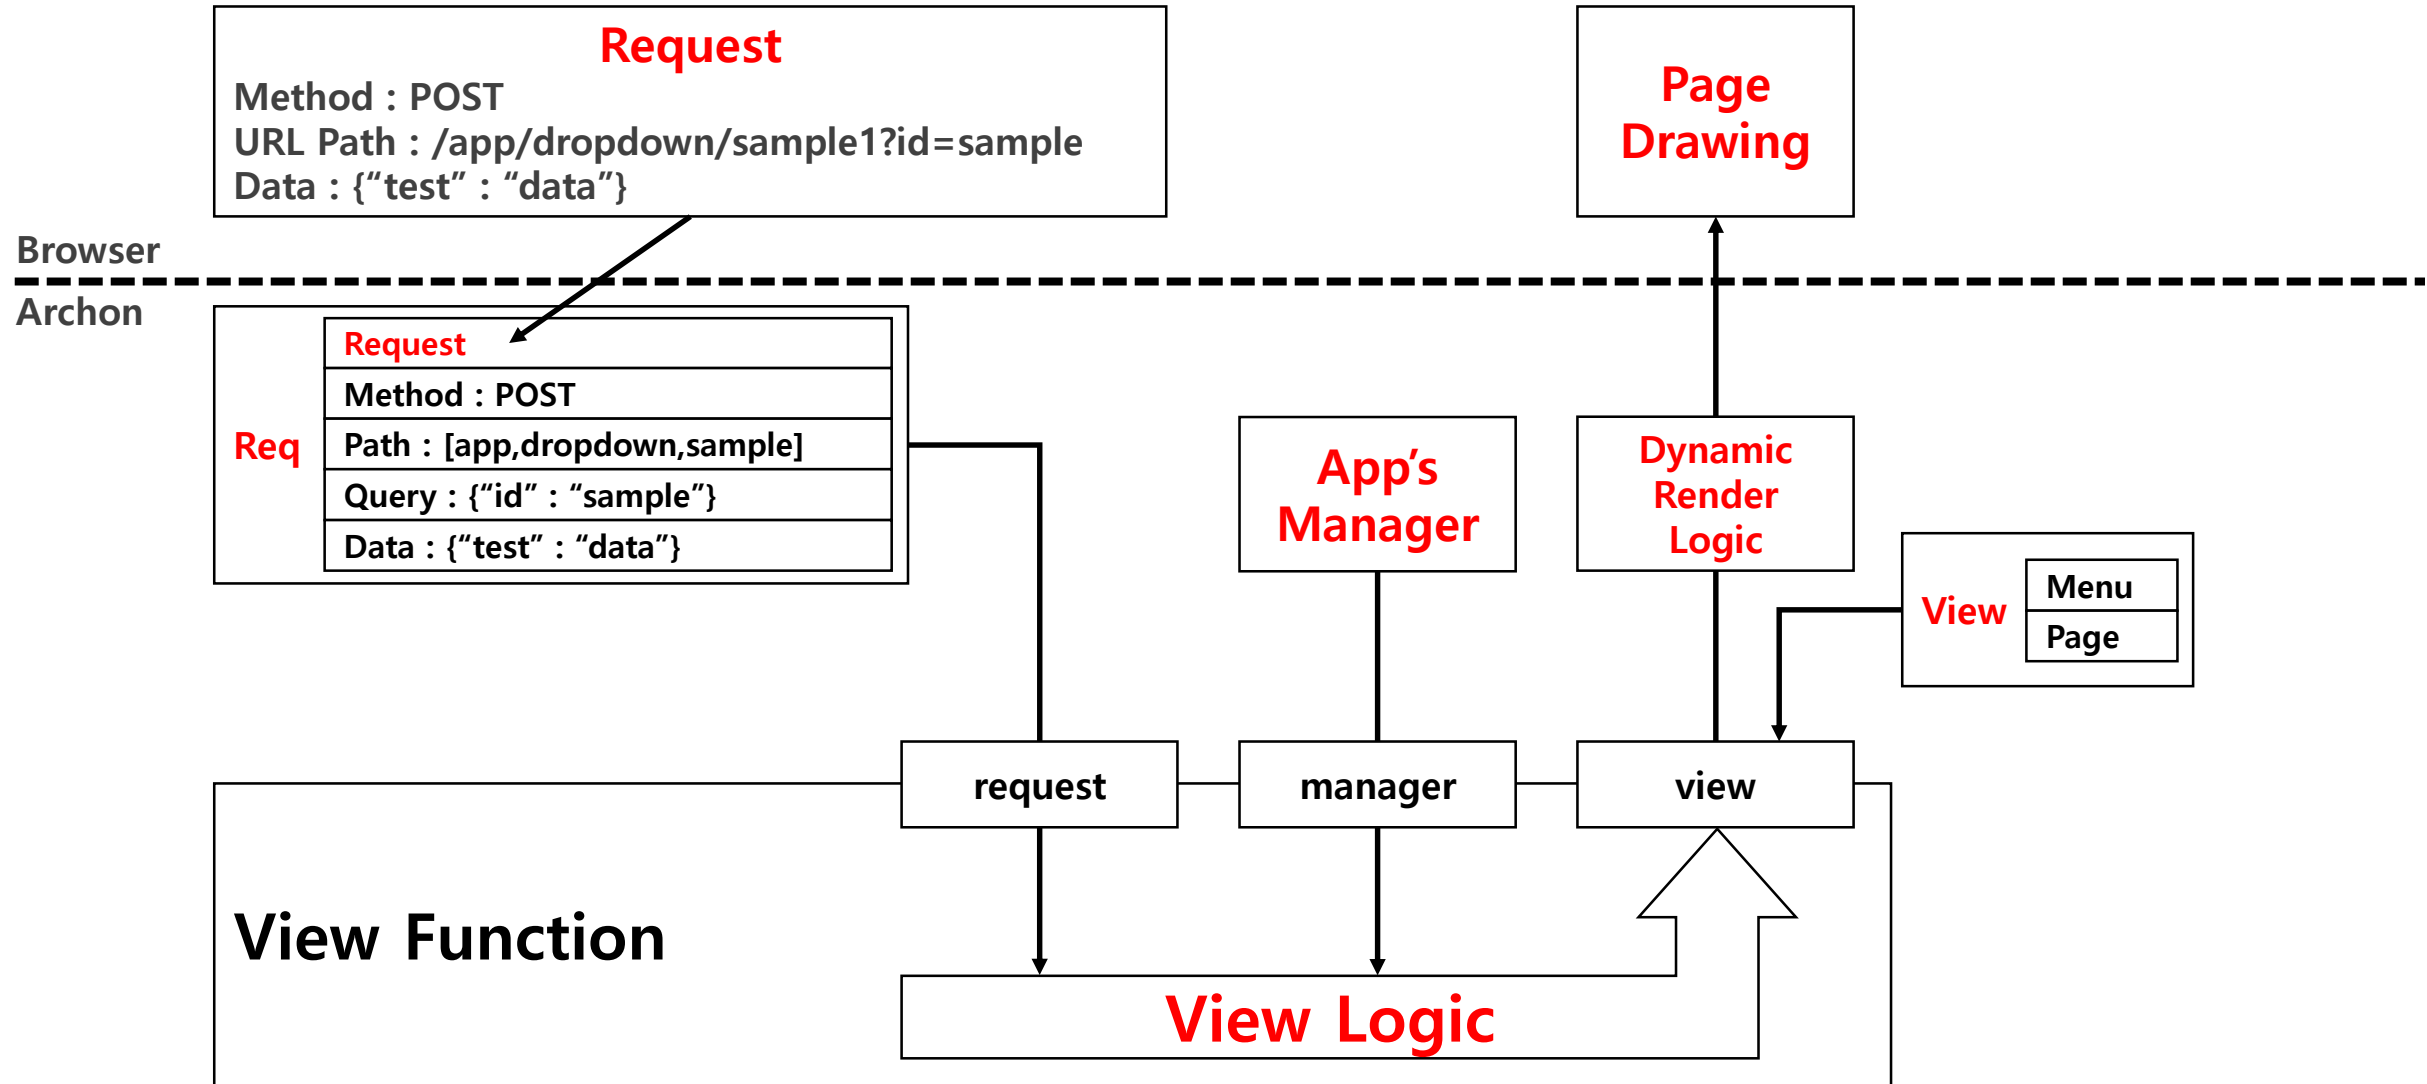 Request
Method : POST
URL Path : /app/dropdown/sample1?id=sample
Data : {“test” : “data”}
Page
Drawing
Browser
Archon
Req
Request
Method : POST
Path : [app,dropdown,sample]
Query : {“id” : “sample”}
Data : {“test” : “data”}
App’s
Manager
Dynamic
Render
Logic
View
Menu
Page
request
manager
view
View Function
View Logic